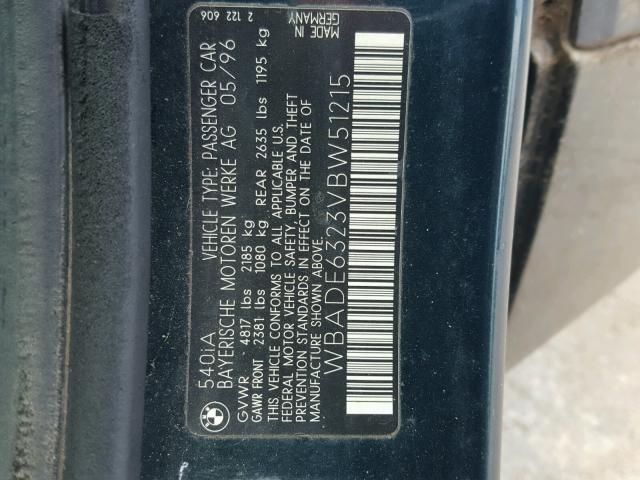 BMW
540IA VEHICLE TYPE: PASSENGER CAR
BAYERISCHE MOTOREN WERKE AG 05/96
GVWR 4817 lbs 2185 kg
GAWR FRONT 2381 lbs 1080 kg REAR 2635 lbs 1195 kg
THIS VEHICLE CONFORMS TO ALL APPLICABLE U.S.
FEDERAL MOTOR VEHICLE SAFETY, BUMPER AND THEFT
PREVENTION STANDARDS IN EFFECT ON THE DATE OF
MANUFACTURE SHOWN ABOVE.
WBADE6323VBW51215
2 122 606
MADE IN
GERMANY